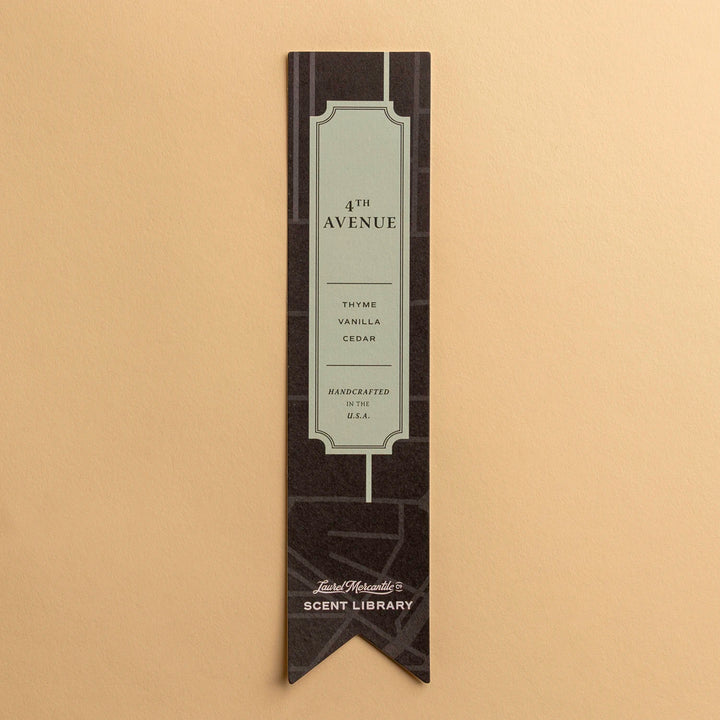 4TH
AVENUE
THYME
VANILLA
CEDAR
HANDCRAFTED
IN THE
U.S.A.
Laurel Mercantile Co
SCENT LIBRARY